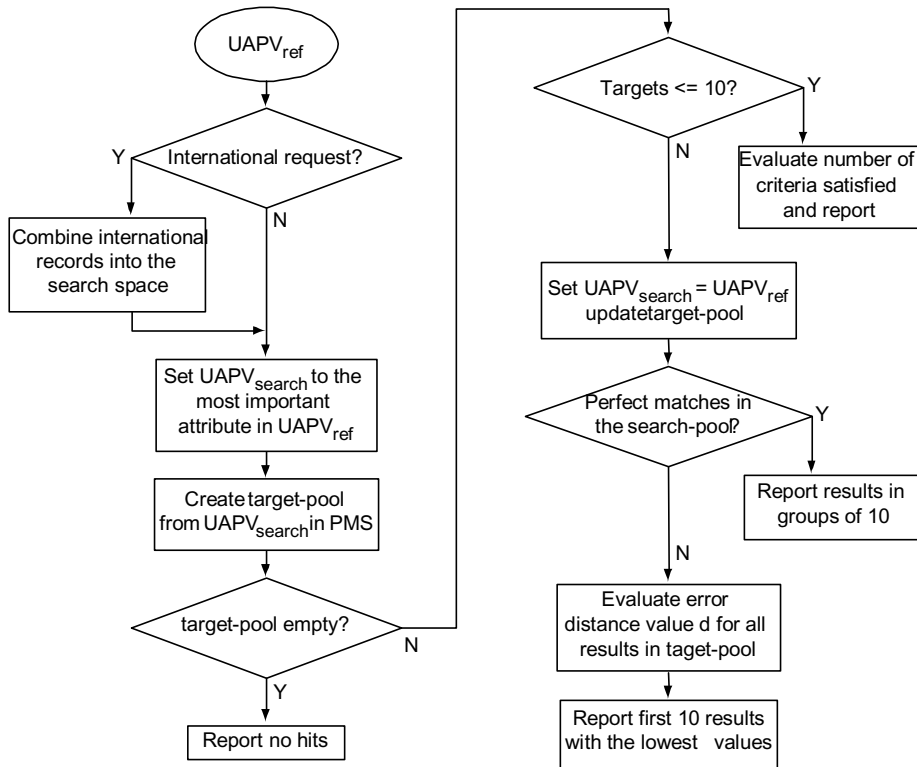 UAPVref
International request?
Y
N
Combine international
records into the
search space
Set UAPVsearch to the
most important
attribute in UAPVref
Create target-pool
from UAPVsearch in PMS
target-pool empty?
N
Y
Report no hits
Targets <= 10?
Y
N
Evaluate number of
criteria satisfied
and report
Set UAPVsearch = UAPVref
updatetarget-pool
Perfect matches in
the search-pool?
Y
N
Report results in
groups of 10
Evaluate error
distance value d for all
results in taget-pool
Report first 10 results
with the lowest values